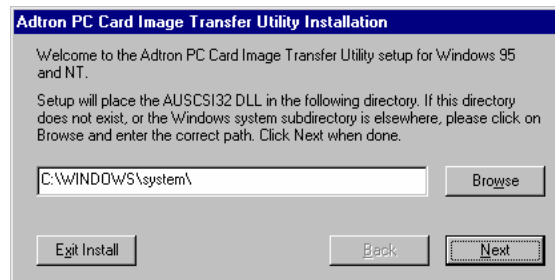 Adtron PC Card Image Transfer Utility Installation
Welcome to the Adtron PC Card Image Transfer Utility setup for Windows 95
and NT.
Setup will place the AUSCSI32 DLL in the following directory. If this directory
does not exist, or the Windows system subdirectory is elsewhere, please click on
Browse and enter the correct path. Click Next when done.
C:\WINDOWS\system\
Browse
Exit Install
Back
Next